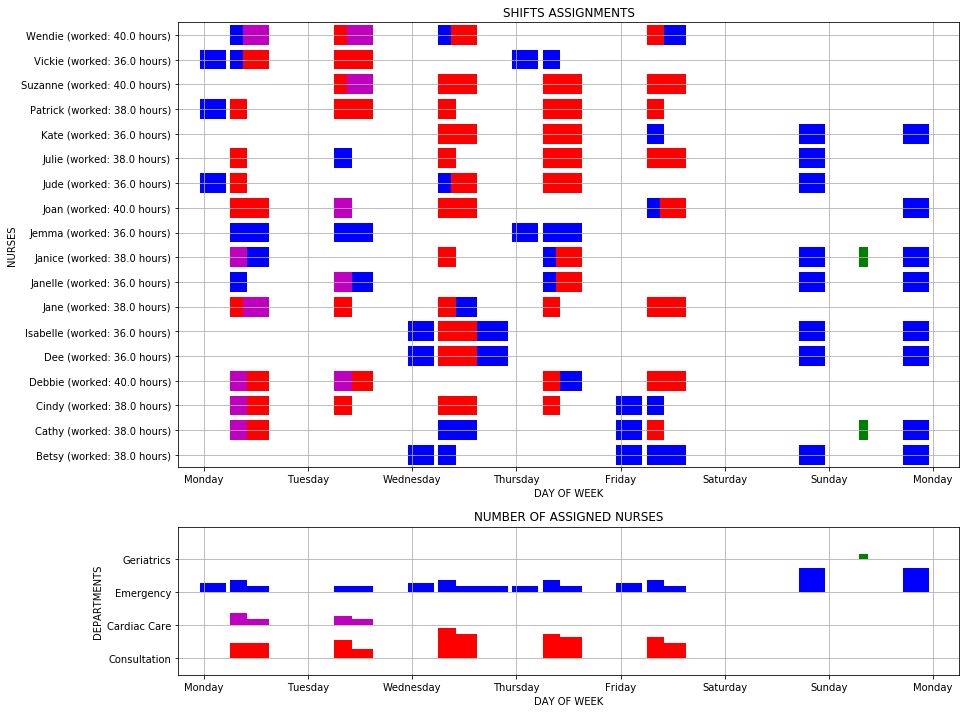 SHIFTS ASSIGNMENTS
Wendie (worked: 40.0 hours)
Vickie (worked: 36.0 hours)
Suzanne (worked: 40.0 hours)
Patrick (worked: 38.0 hours)
Kate (worked: 36.0 hours)
Julie (worked: 38.0 hours)
Jude (worked: 36.0 hours)
Joan (worked: 40.0 hours)
Jemma (worked: 36.0 hours)
Janice (worked: 38.0 hours)
Janelle (worked: 36.0 hours)
Jane (worked: 38.0 hours)
Isabelle (worked: 36.0 hours)
Dee (worked: 36.0 hours)
Debbie (worked: 40.0 hours)
Cindy (worked: 38.0 hours)
Cathy (worked: 38.0 hours)
Betsy (worked: 38.0 hours)
NURSES
Monday Tuesday Wednesday Thursday Friday Saturday Sunday Monday
DAY OF WEEK
NUMBER OF ASSIGNED NURSES
Geriatrics
Emergency
Cardiac Care
Consultation
DEPARTMENTS
Monday Tuesday Wednesday Thursday Friday Saturday Sunday Monday
DAY OF WEEK